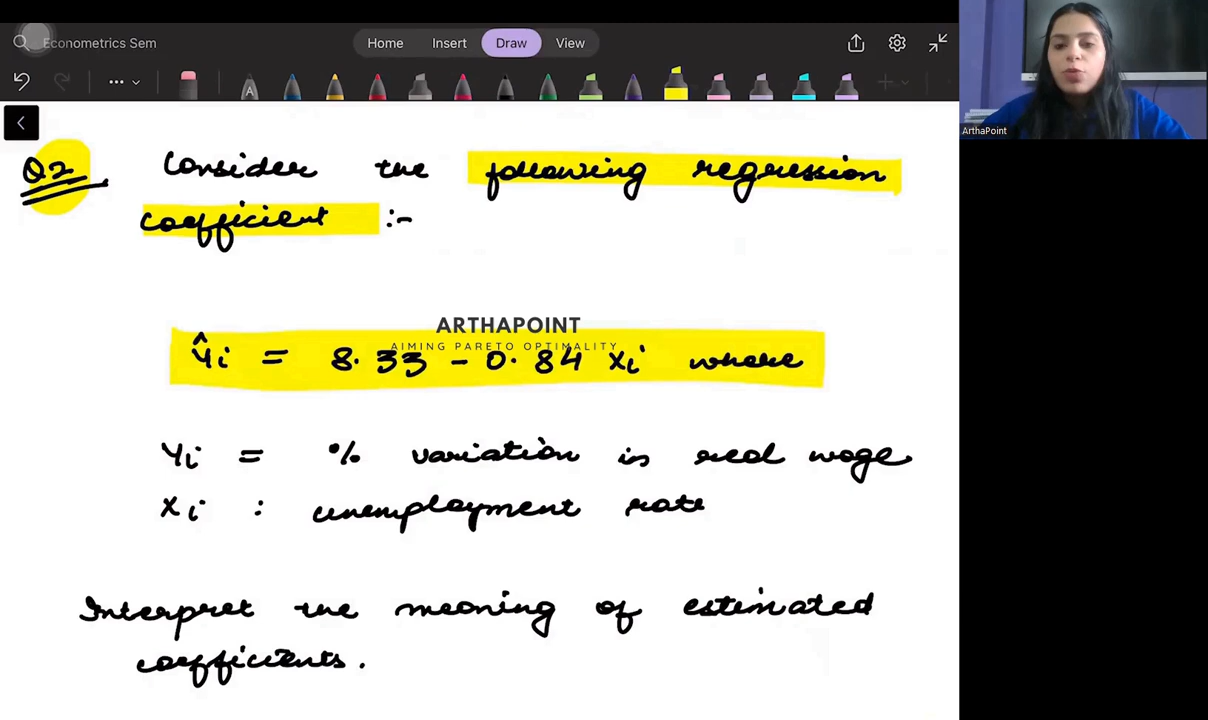 Econometrics Sem
Home Insert Draw View
A
ArthaPoint
Q2 Consider the following regression
coefficient :-
ARTHAPOINT
AIMING PARETO OPTIMALITY
Ŷi = 8.33 - 0.84 Xi where
Yi = % variation in real wage
Xi : unemployment rate
Interpret the meaning of estimated
coefficients.